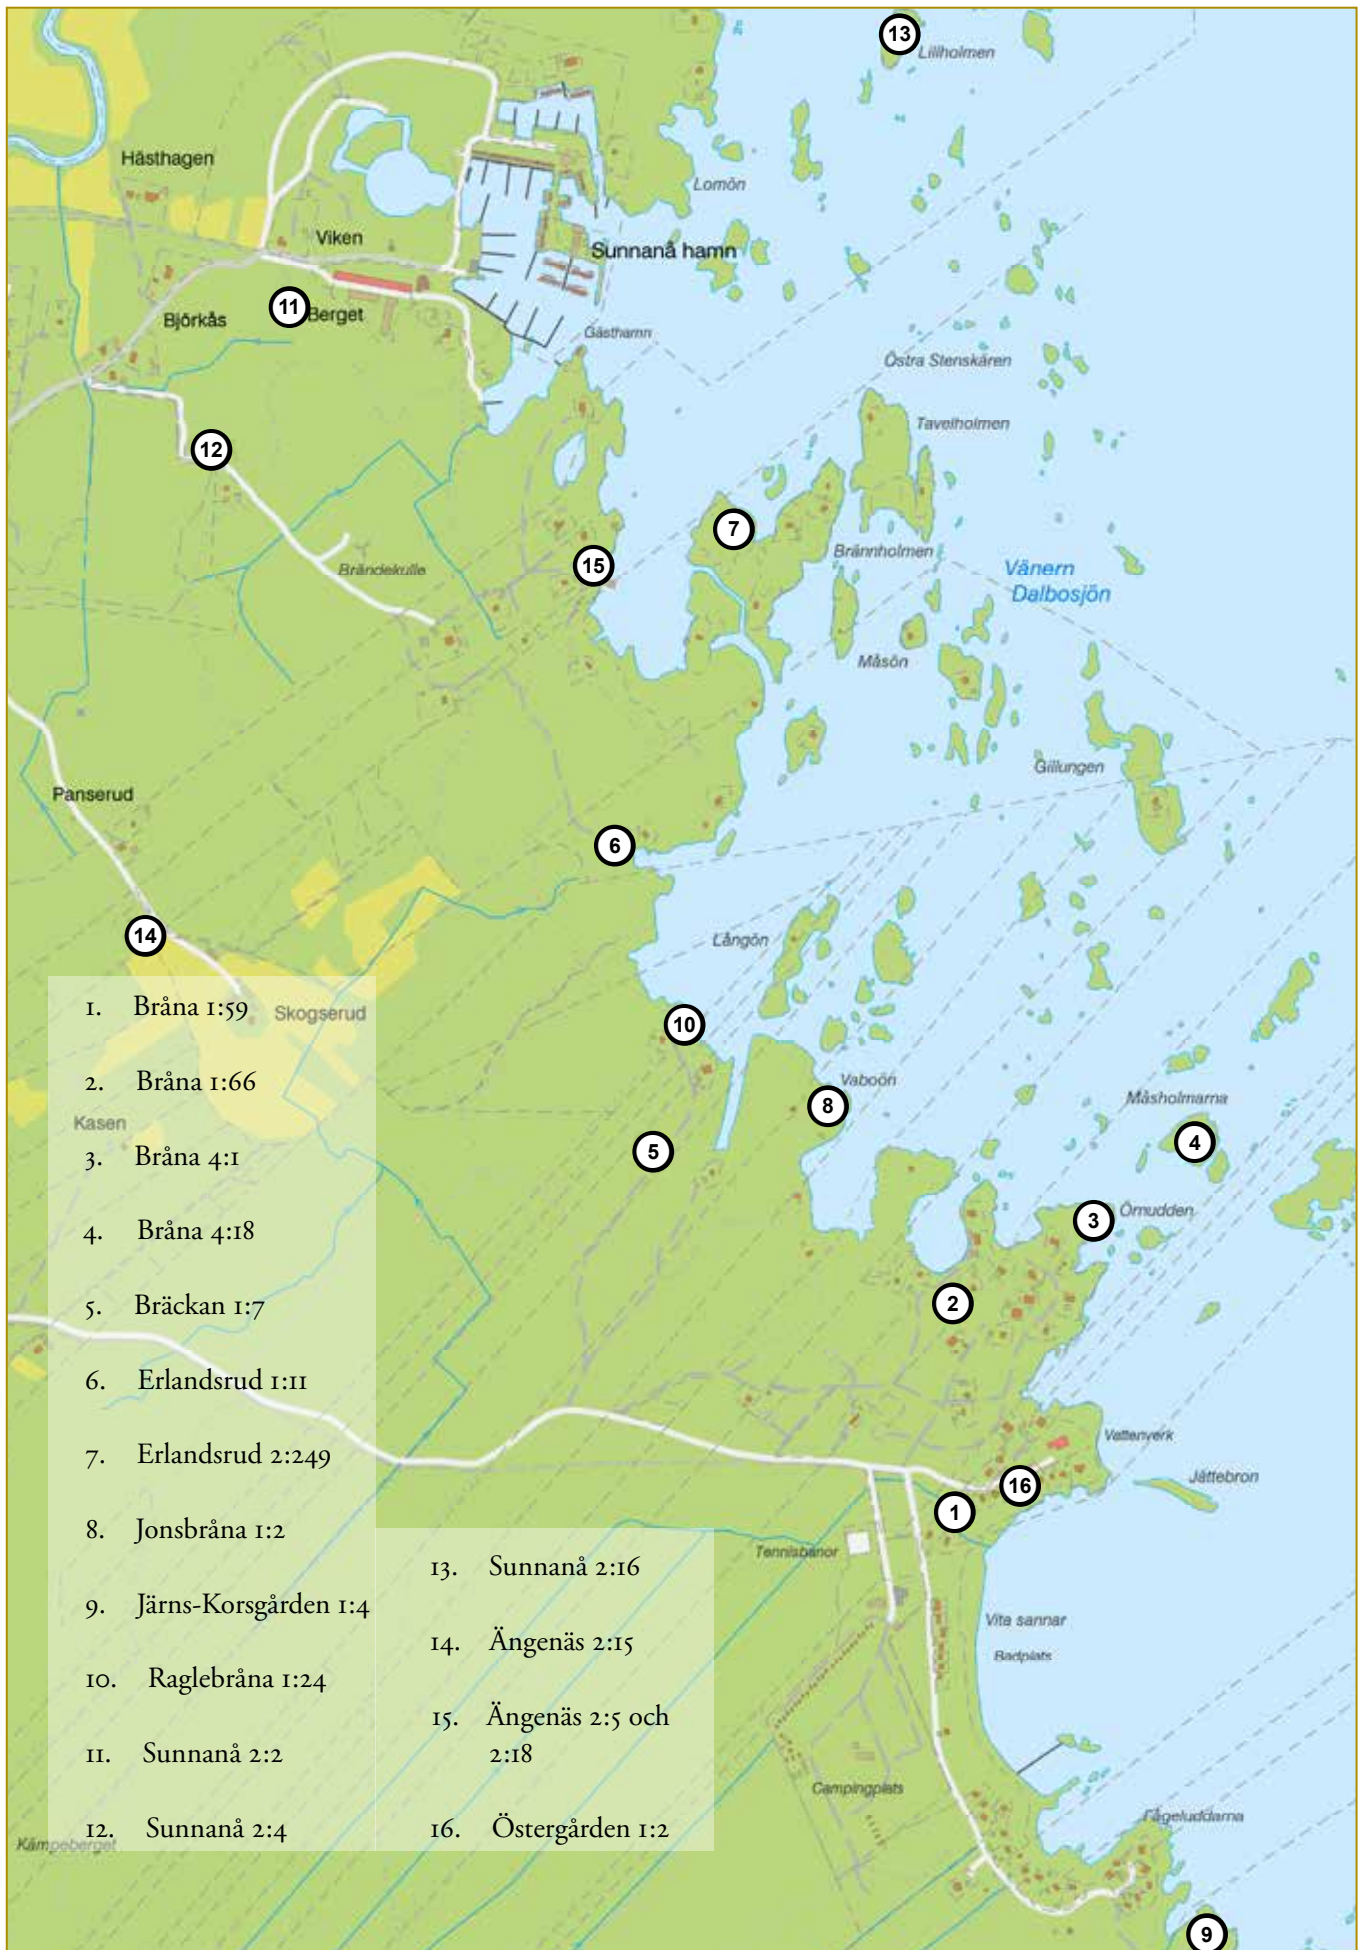 13
Lillholmen
Hästhagen
Lomön
Viken
Sunnanå hamn
11
Berget
Björkås
Gästhamn
Östra Stenskären
Tavelholmen
12
7
Brännholmen
15
Brändekulle
Vänern
Dalbosjön
Måsön
Gillungen
Panserud
6
14
Långön
10
Skogserud
Vaboön
8
Måsholmarna
4
Kasen
5
3
Örnudden
2
Vattenverk
Jättebron
16
1
Tennisbanor
Vita sannar
Badplats
Campingplats
Fågeluddarna
Kämpeberget
9
1. Bråna 1:59
2. Bråna 1:66
3. Bråna 4:1
4. Bråna 4:18
5. Bräckan 1:7
6. Erlandsrud 1:11
7. Erlandsrud 2:249
8. Jonsbråna 1:2
9. Järns-Korsgården 1:4
10. Raglebråna 1:24
11. Sunnanå 2:2
12. Sunnanå 2:4
13. Sunnanå 2:16
14. Ängenäs 2:15
15. Ängenäs 2:5 och
2:18
16. Östergården 1:2